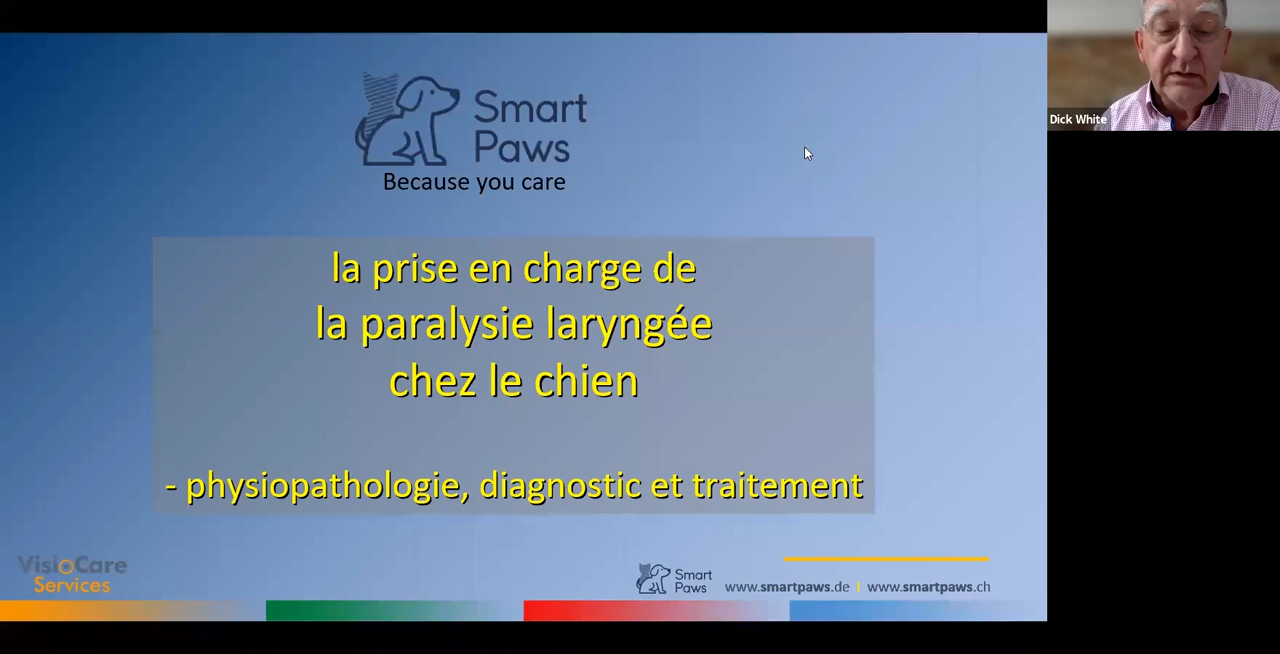 Smart
Paws
Because you care
Dick White
la prise en charge de
la paralysie laryngée
chez le chien
- physiopathologie, diagnostic et traitement
VisioCare
Services
Smart
Paws
www.smartpaws.de | www.smartpaws.ch